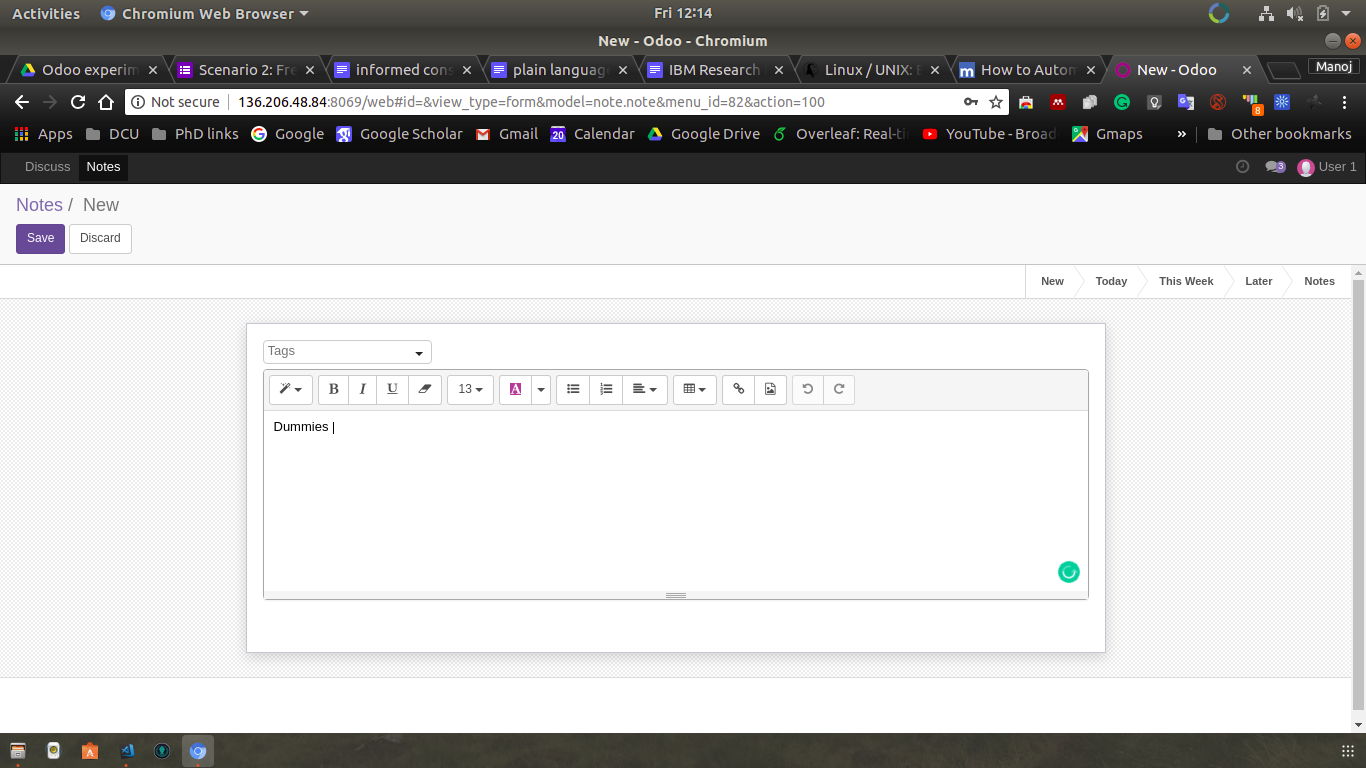 Activities Chromium Web Browser Fri 12:14
New - Odoo - Chromium
Odoo experim Scenario 2: Fre informed cons plain language IBM Research Linux / UNIX: E How to Autom New - Odoo Manoj
Not secure 136.206.48.84:8069/web#id=&view_type=form&model=note.note&menu_id=82&action=100 8
Apps DCU PhD links Google Google Scholar Gmail 20 Calendar Google Drive Overleaf: Real-ti YouTube - Broad Gmaps » Other bookmarks
Discuss Notes 3 User 1
Notes / New
Save Discard
New Today This Week Later Notes
Tags
B I U 13 A
Dummies